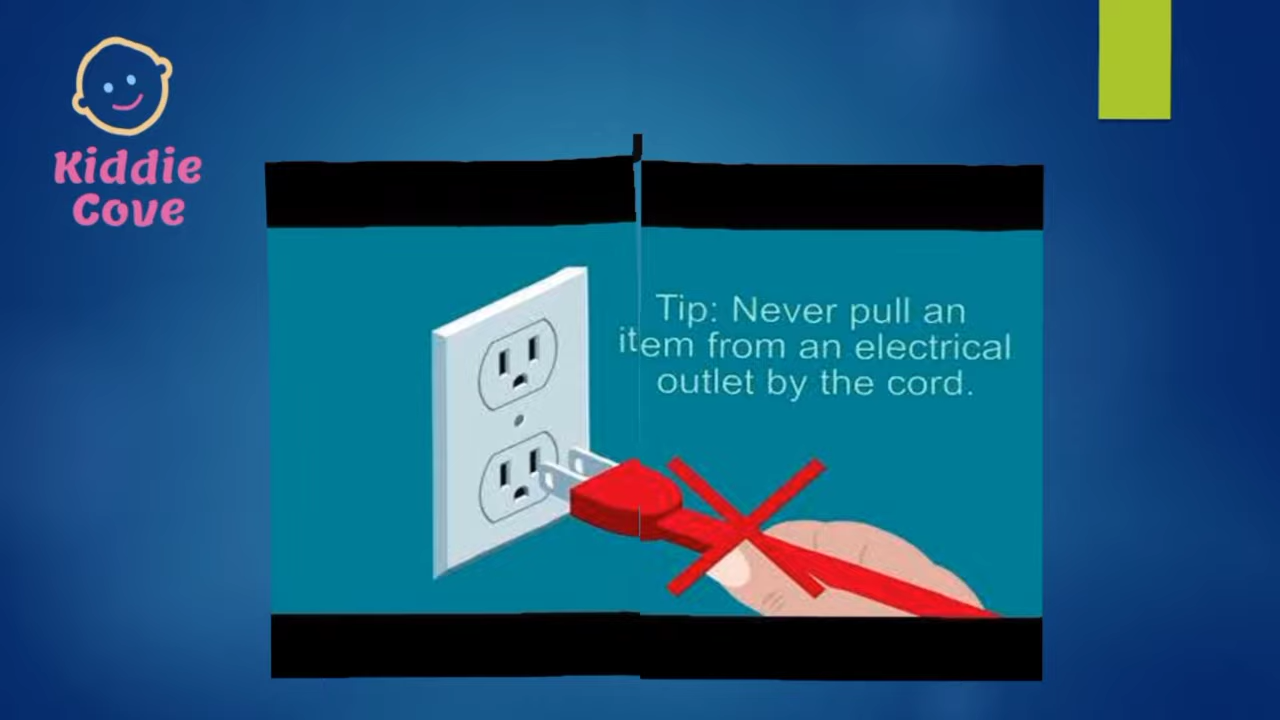 Kiddie
Cove
Tip: Never pull an
item from an electrical
outlet by the cord.